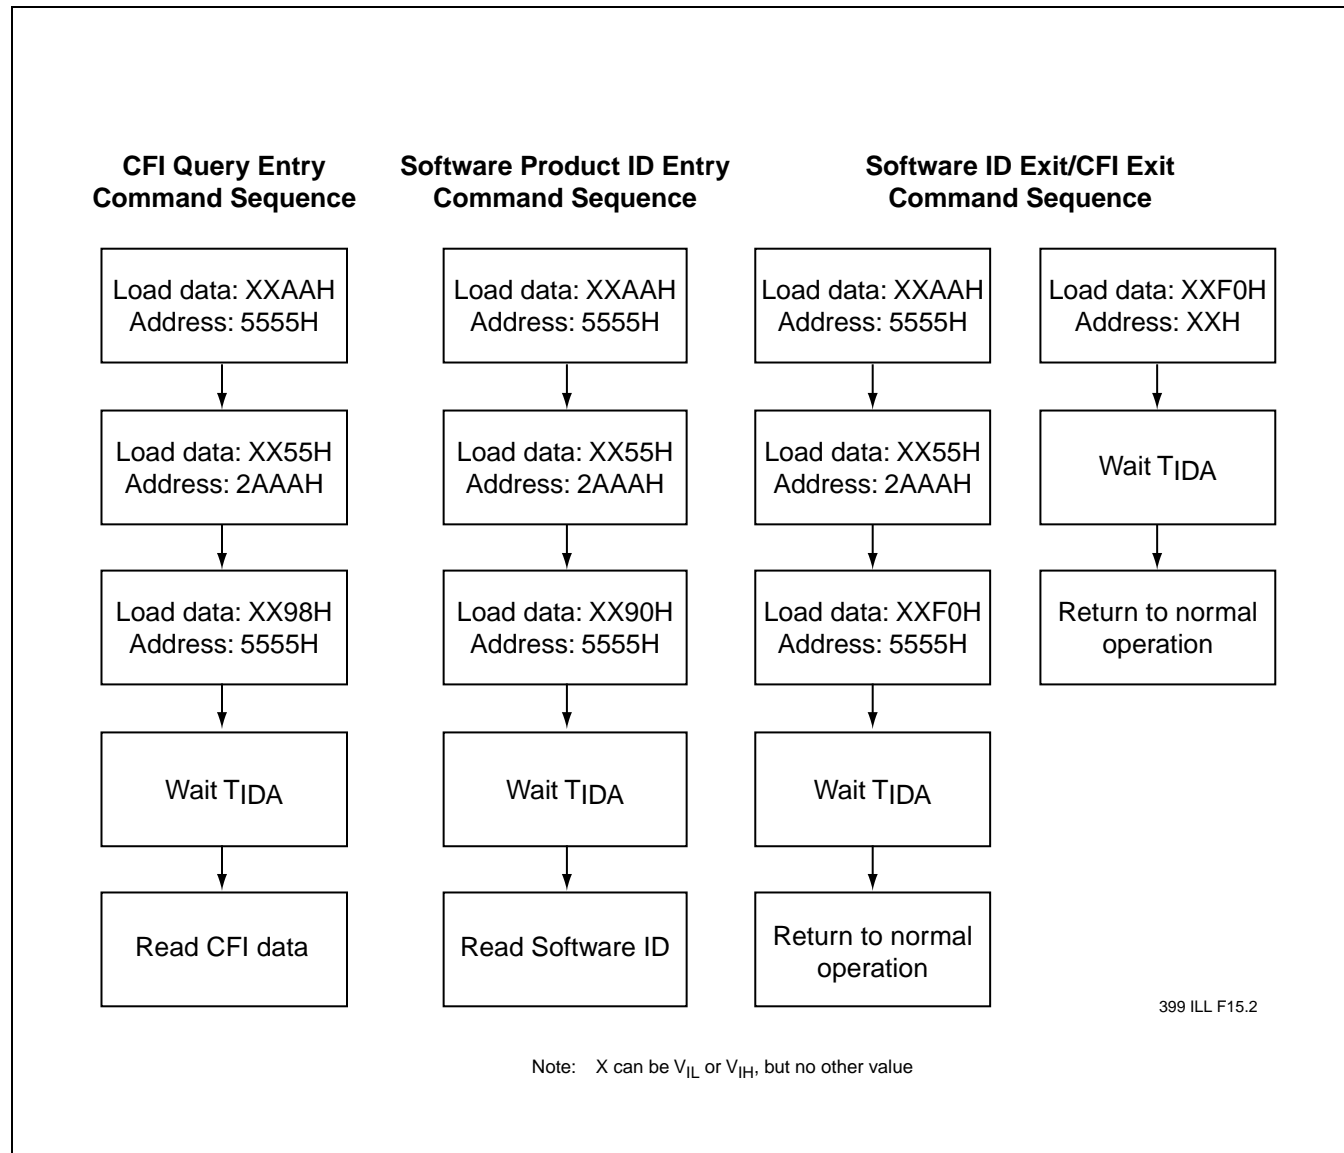 CFI Query Entry
Command Sequence
Load data: XXAAH
Address: 5555H
Load data: XX55H
Address: 2AAAH
Load data: XX98H
Address: 5555H
Wait TIDA
Read CFI data
Software Product ID Entry
Command Sequence
Load data: XXAAH
Address: 5555H
Load data: XX55H
Address: 2AAAH
Load data: XX90H
Address: 5555H
Wait TIDA
Read Software ID
Software ID Exit/CFI Exit
Command Sequence
Load data: XXAAH
Address: 5555H
Load data: XX55H
Address: 2AAAH
Load data: XXF0H
Address: 5555H
Wait TIDA
Return to normal
operation
Load data: XXF0H
Address: XXH
Wait TIDA
Return to normal
operation
399 ILL F15.2
Note: X can be VIL or VIH, but no other value